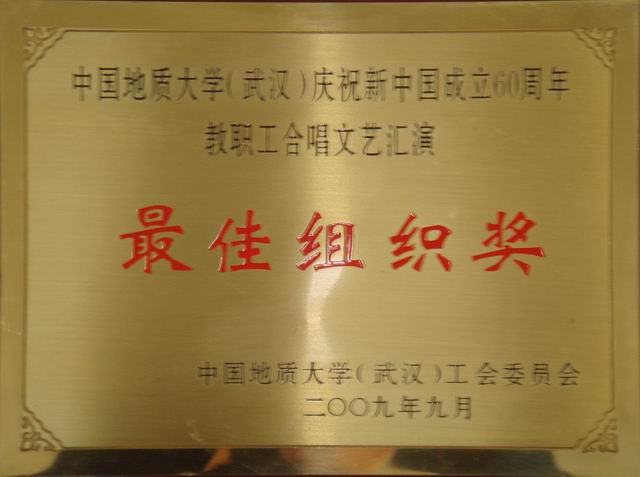 中国地质大学(武汉)庆祝新中国成立60周年
教职工合唱文艺汇演
最佳组织奖
中国地质大学(武汉)工会委员会
二〇〇九年九月